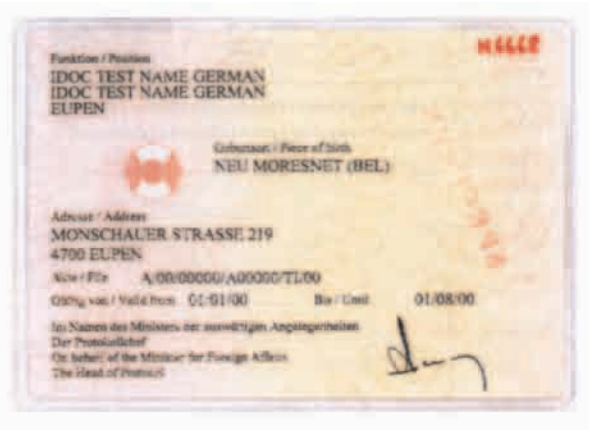 Funktion / Position
IDOC TEST NAME GERMAN
IDOC TEST NAME GERMAN
EUPEN
Geburtsort / Place of birth
NEU MORESNET (BEL)
Adresse / Address
MONSCHAUER STRASSE 219
4700 EUPEN
Akte / File A/00/00000/A00000/TL/00
Gültig von / Valid from 01/01/00 Bis / Until 01/08/00
Im Namen des Ministers der auswärtigen Angelegenheiten
Der Protokollchef
On behalf of the Minister for Foreign Affairs
The Head of Protocol